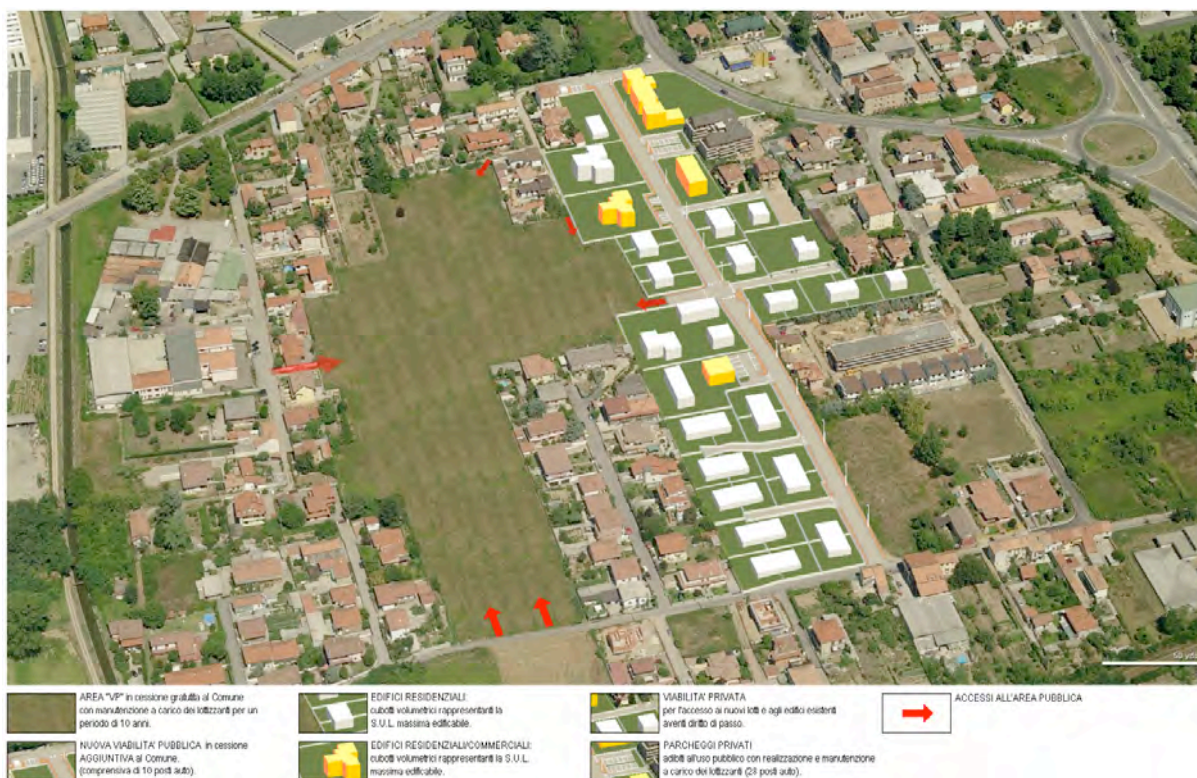 AREA "VP" in cessione gratuita al Comune
con manutenzione a carico dei lottizzanti per un
periodo di 10 anni.
EDIFICI RESIDENZIALI:
cubotti volumetrici rappresentanti la
S.U.L. massima edificabile.
VIABILITA' PRIVATA
per l'accesso ai nuovi lotti e agli edifici esistenti
aventi diritto di passo.
ACCESSI ALL'AREA PUBBLICA
NUOVA VIABILITA' PUBBLICA in cessione
AGGIUNTIVA al Comune.
(comprensiva di 10 posti auto).
EDIFICI RESIDENZIALI/COMMERCIALI:
cubotti volumetrici rappresentanti la S.U.L.
massima edificabile.
PARCHEGGI PRIVATI
adibiti all'uso pubblico con realizzazione e manutenzione
a carico dei lottizzanti (28 posti auto).